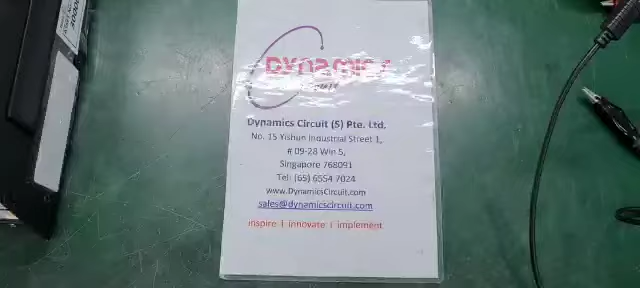 DYNAMICS
Dynamics Circuit (S) Pte. Ltd.
No. 15 Yishun Industrial Street 1,
# 09-28 Win 5,
Singapore 768091
Tel: (65) 6554 7024
www.DynamicsCircuit.com
sales@dynamicscircuit.com
inspire I innovate I implement